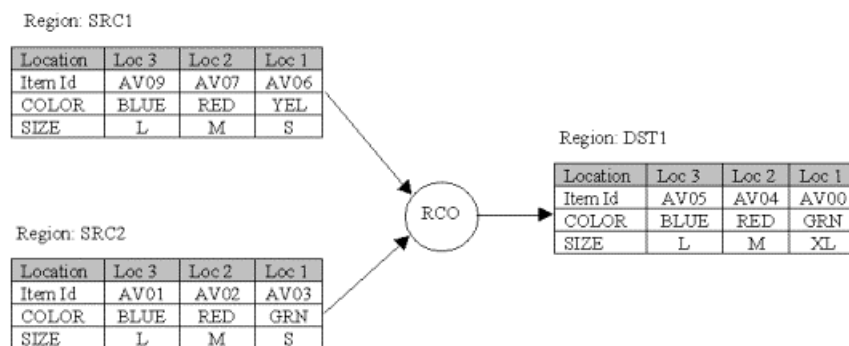 Region: SRC1
Location Loc 3 Loc 2 Loc 1
Item Id AV09 AV07 AV06
COLOR BLUE RED YEL
SIZE L M S
Region: SRC2
Location Loc 3 Loc 2 Loc 1
Item Id AV01 AV02 AV03
COLOR BLUE RED GRN
SIZE L M S
RCO
Region: DST1
Location Loc 3 Loc 2 Loc 1
Item Id AV05 AV04 AV00
COLOR BLUE RED GRN
SIZE L M XL